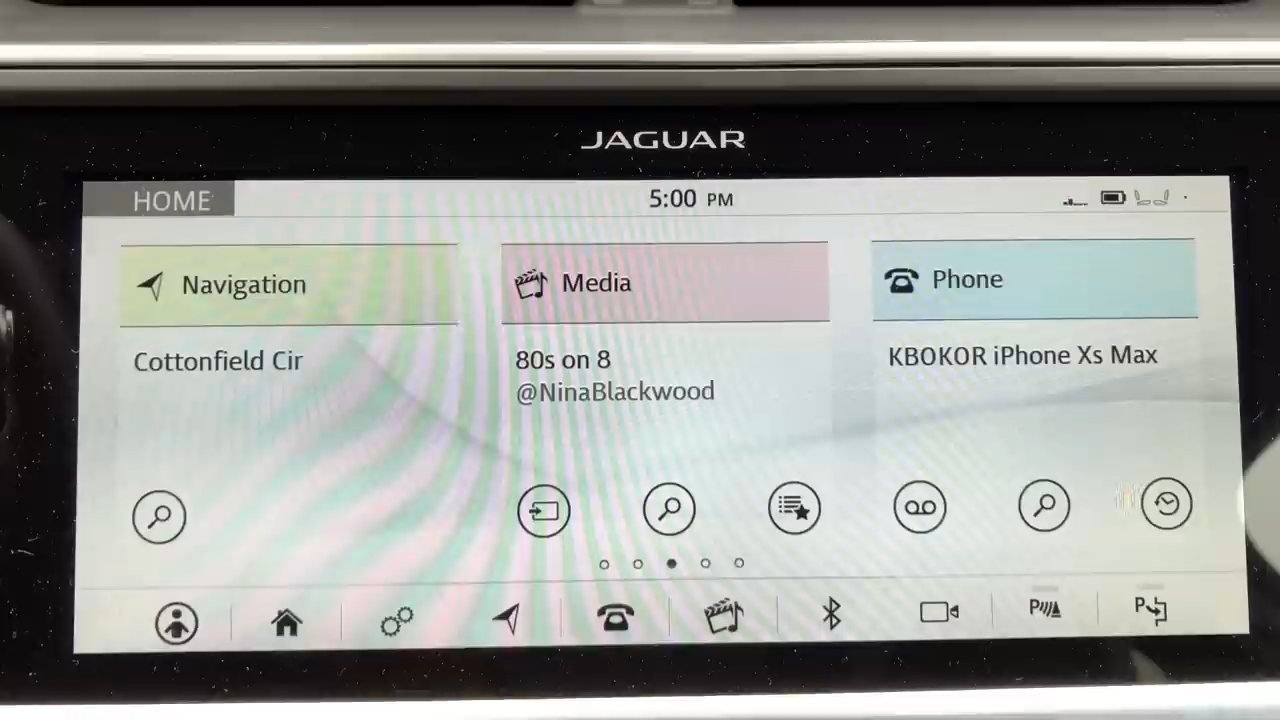 JAGUAR
HOME
5:00 PM
Navigation
Media
Phone
Cottonfield Cir
80s on 8
@NinaBlackwood
KBOKOR iPhone Xs Max
P
P